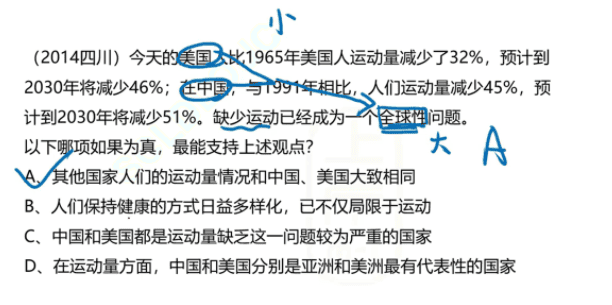 小
（2014四川）今天的美国人比1965年美国人运动量减少了32%，预计到
2030年将减少46%；在中国，与1991年相比，人们运动量减少45%，预
计到2030年将减少51%。缺少运动已经成为一个全球性问题。
以下哪项如果为真，最能支持上述观点？
大 A
A、其他国家人们的运动量情况和中国、美国大致相同
B、人们保持健康的方式日益多样化，已不仅局限于运动
C、中国和美国都是运动量缺乏这一问题较为严重的国家
D、在运动量方面，中国和美国分别是亚洲和美洲最有代表性的国家